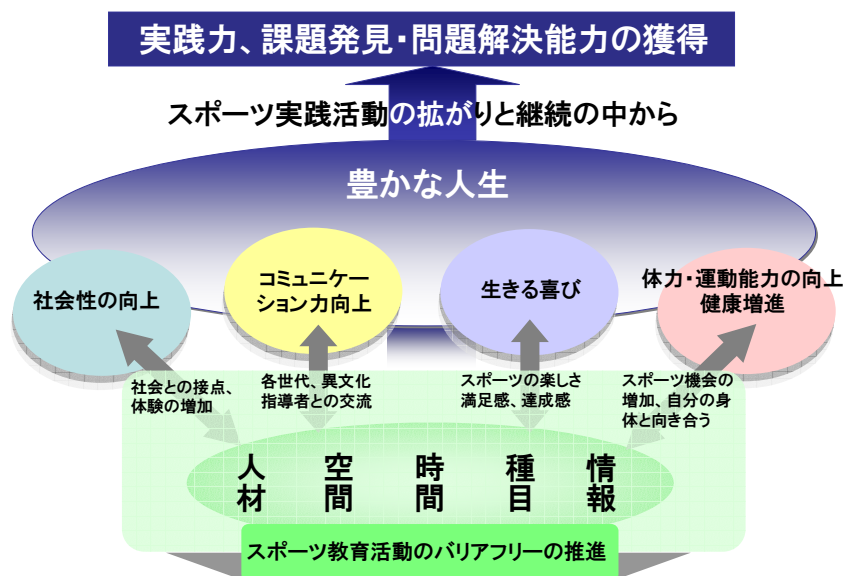 実践力、課題発見・問題解決能力の獲得
スポーツ実践活動の拡がりと継続の中から
豊かな人生
社会性の向上
コミュニケー
ション力向上
生きる喜び
体力・運動能力の向上
健康増進
社会との接点、
体験の増加
各世代、異文化
指導者との交流
スポーツの楽しさ
満足感、達成感
スポーツ機会の
増加、自分の身
体と向き合う
人材
空間
時間
種目
情報
スポーツ教育活動のバリアフリーの推進